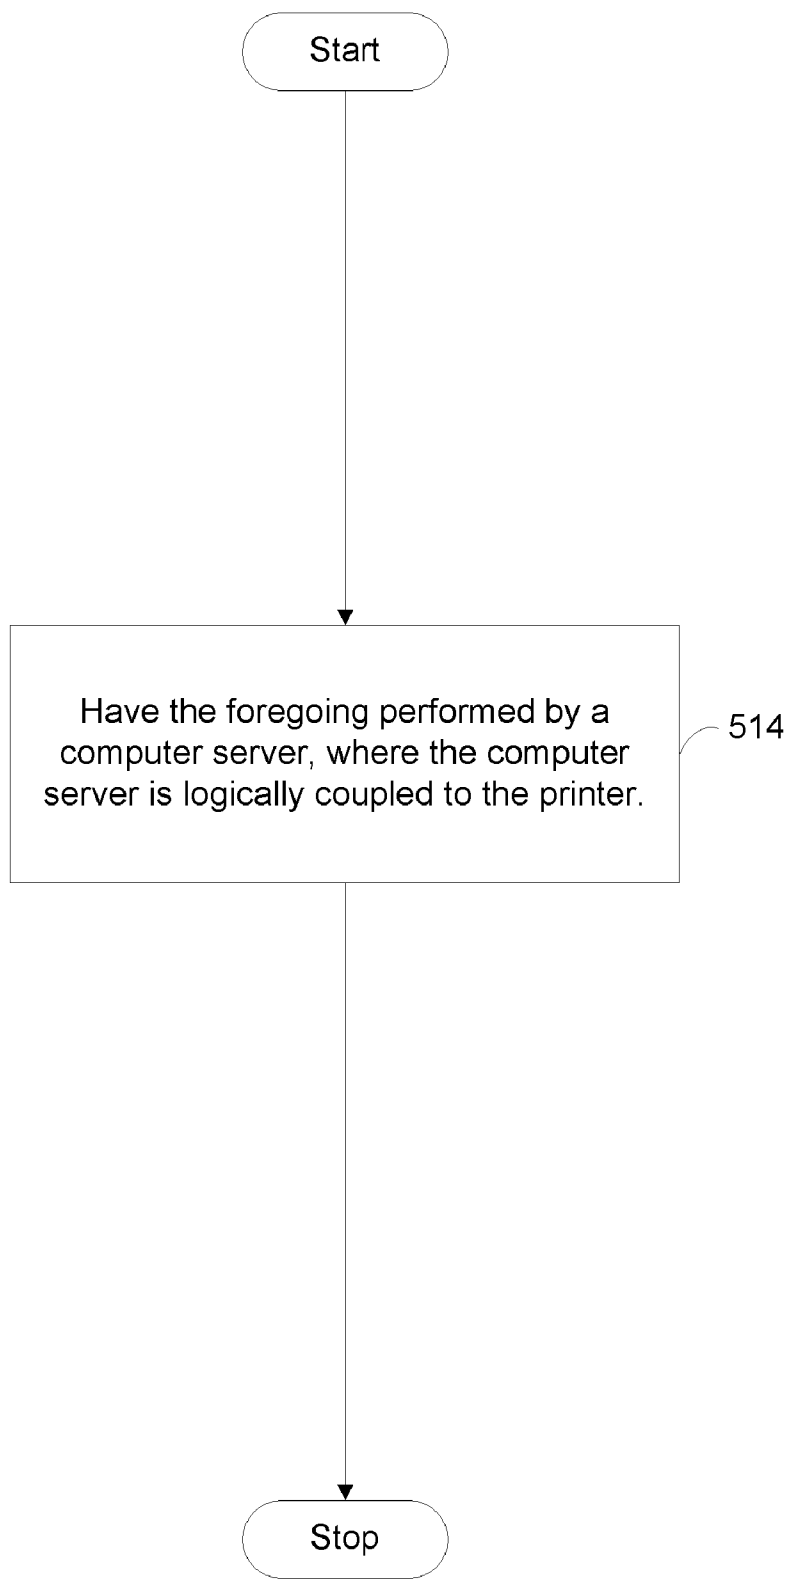 Start
Have the foregoing performed by a
computer server, where the computer
server is logically coupled to the printer.
514
Stop